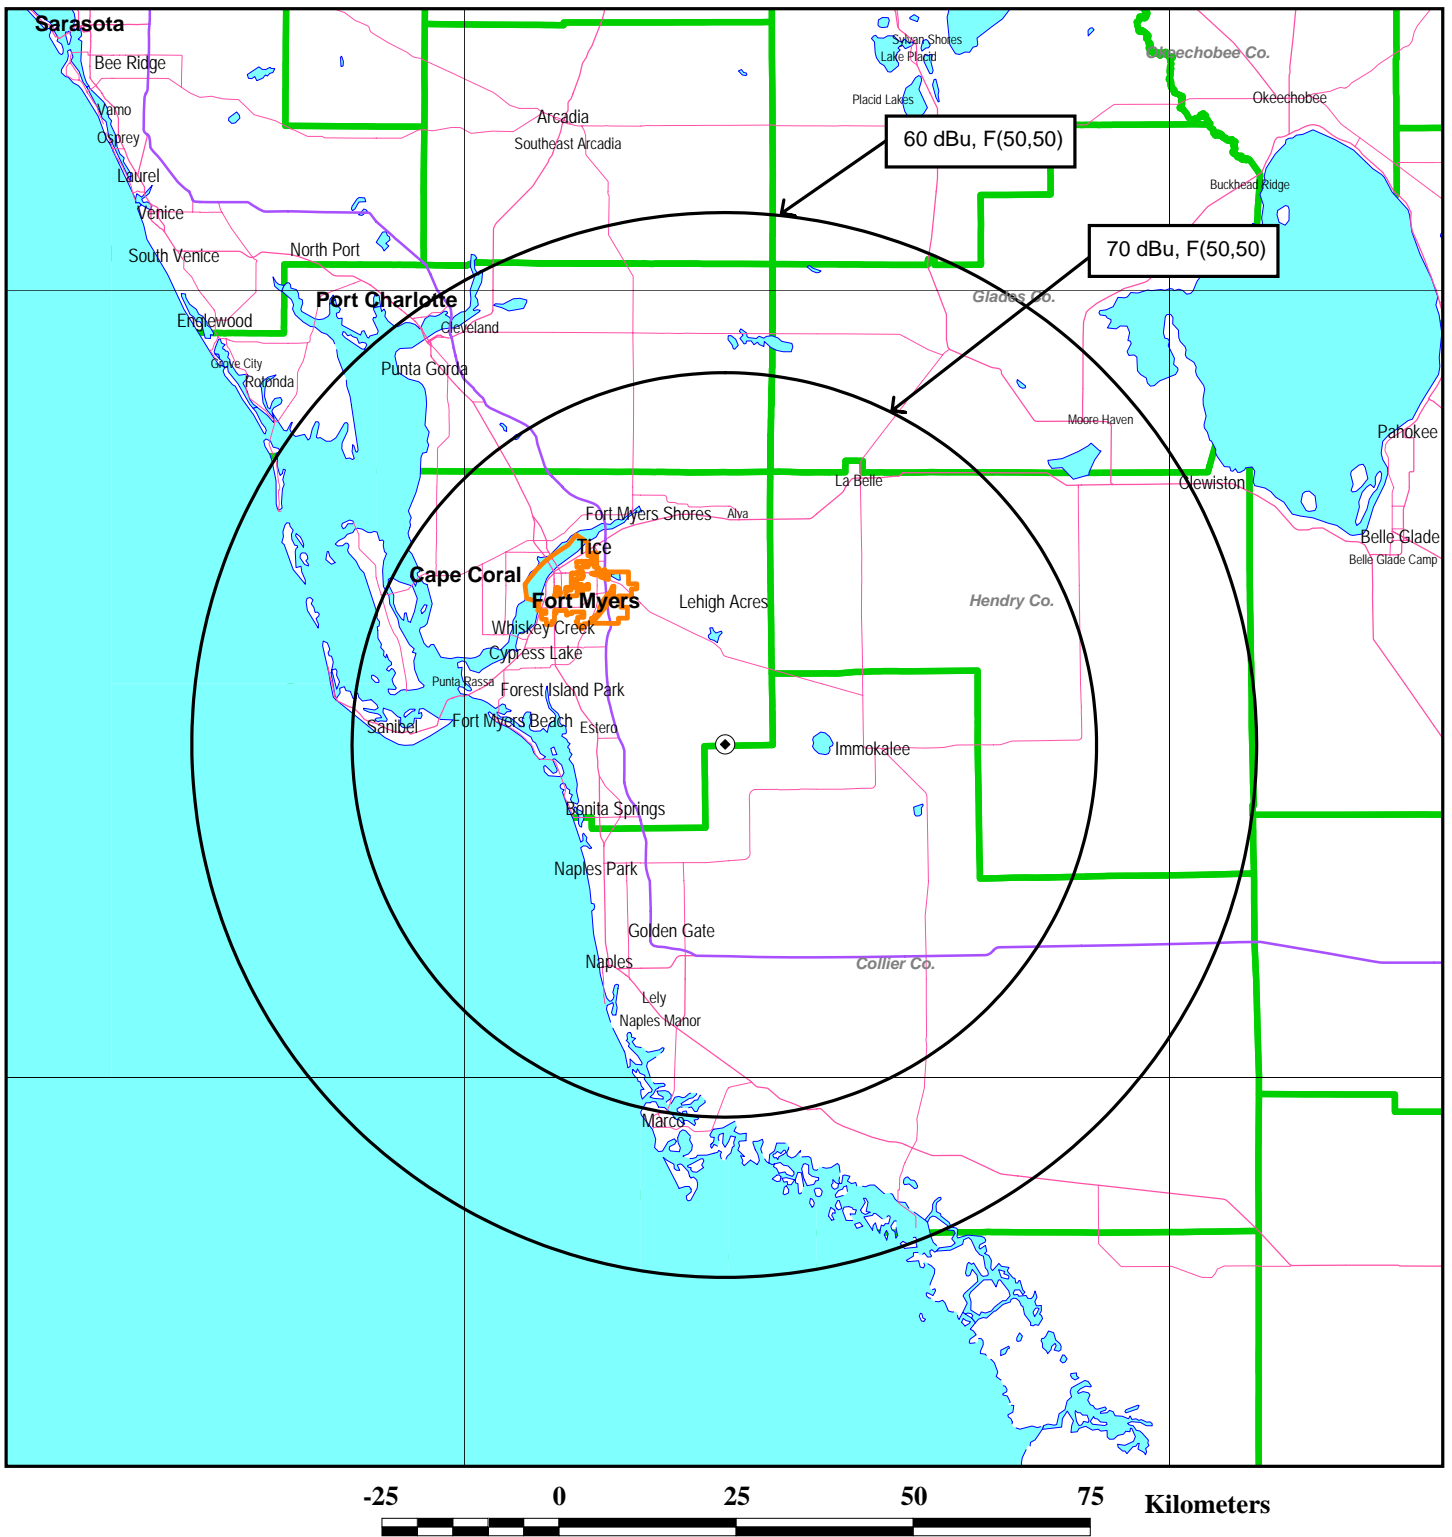 Sarasota
Sylvan Shores
Okeechobee Co.
Lake Placid
Bee Ridge
Placid Lakes
Okeechobee
Vamo
Arcadia
Osprey
60 dBu, F(50,50)
Southeast Arcadia
Laurel
Buckhead Ridge
Venice
North Port
70 dBu, F(50,50)
South Venice
Port Charlotte
Glades Co.
Englewood
Cleveland
Grove City
Punta Gorda
Rotonda
Moore Haven
Pahokee
La Belle
Clewiston
Fort Myers Shores
Alva
Belle Glade
Tice
Belle Glade Camp
Cape Coral
Fort Myers
Lehigh Acres
Hendry Co.
Whiskey Creek
Cypress Lake
Punta Rassa
Forest Island Park
Sanibel
Fort Myers Beach
Estero
Immokalee
Bonita Springs
Naples Park
Golden Gate
Naples
Collier Co.
Lely
Naples Manor
Marco
-25 0 25 50 75 Kilometers